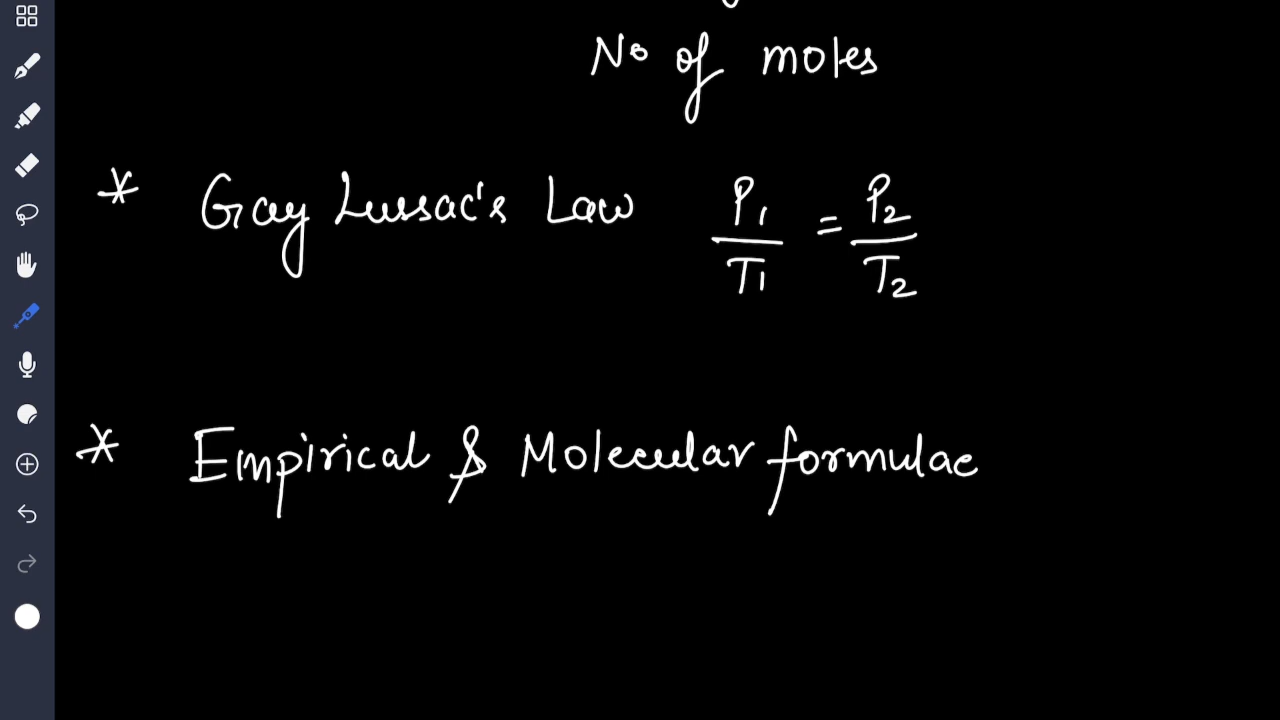 No of moles
* Gay Lussac's Law P₁/T₁ = P₂/T₂
* Empirical & Molecular formulae